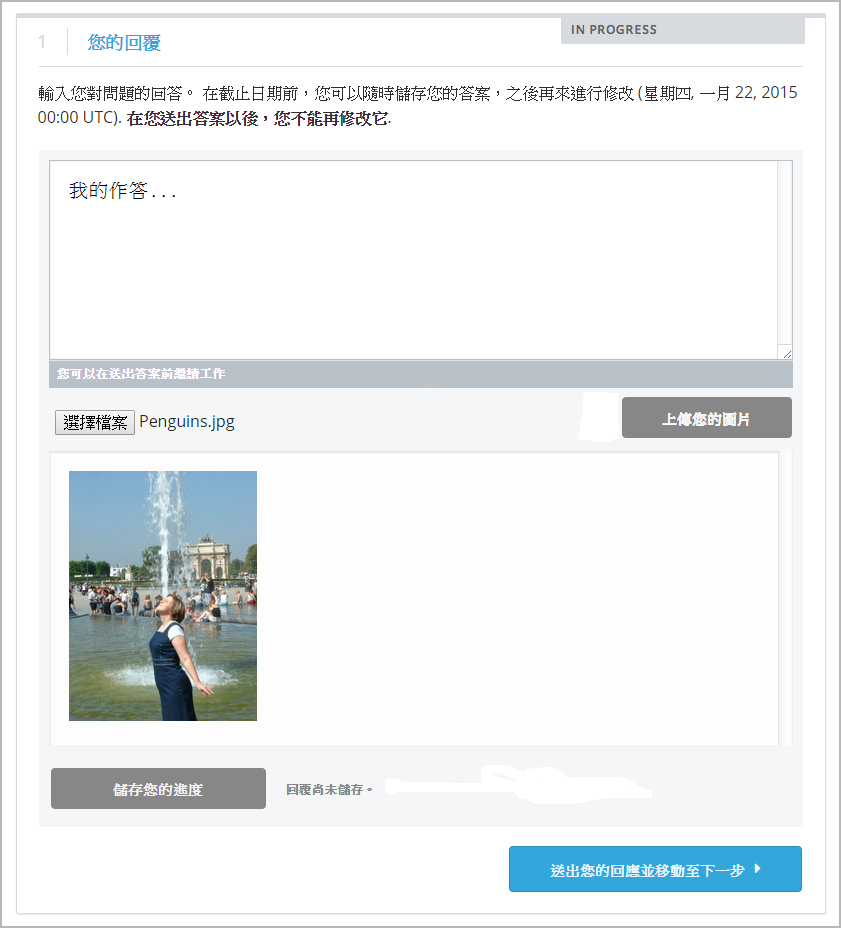 1 您的回覆 IN PROGRESS
輸入您對問題的回答。 在截止日期前，您可以隨時儲存您的答案，之後再來進行修改 (星期四, 一月 22, 2015
00:00 UTC). 在您送出答案以後，您不能再修改它.
我的作答...
您可以在送出答案前繼續工作
選擇檔案 Penguins.jpg 上傳您的圖片
儲存您的進度 回覆尚未儲存。
送出您的回應並移動至下一步